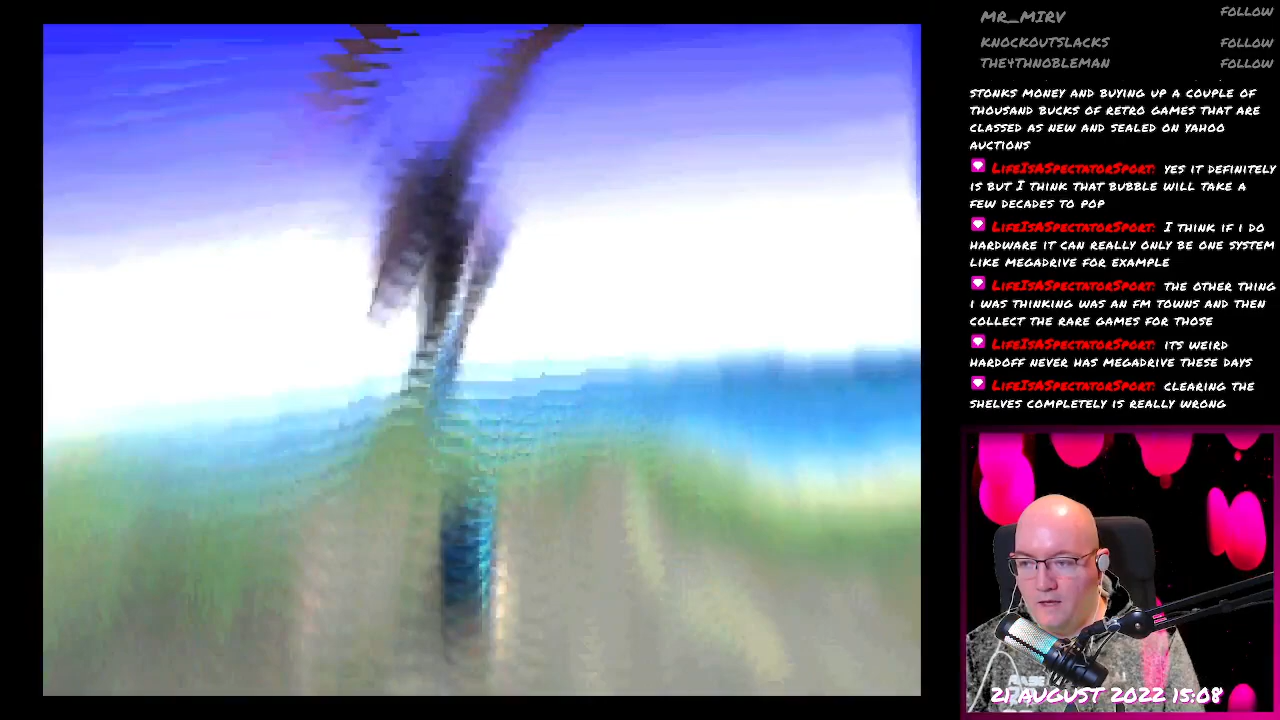 MR_MIRV FOLLOW
KNOCKOUTSLACKS FOLLOW
THE4THNOBLEMAN FOLLOW
STONKS MONEY AND BUYING UP A COUPLE OF
THOUSAND BUCKS OF RETRO GAMES THAT ARE
CLASSED AS NEW AND SEALED ON YAHOO
AUCTIONS
LIFEISASPECTATORSPORT: YES IT DEFINITELY
IS BUT I THINK THAT BUBBLE WILL TAKE A
FEW DECADES TO POP
LIFEISASPECTATORSPORT: I THINK IF I DO
HARDWARE IT CAN REALLY ONLY BE ONE SYSTEM
LIKE MEGADRIVE FOR EXAMPLE
LIFEISASPECTATORSPORT: THE OTHER THING
I WAS THINKING WAS AN FM TOWNS AND THEN
COLLECT THE RARE GAMES FOR THOSE
LIFEISASPECTATORSPORT: ITS WEIRD
HARDOFF NEVER HAS MEGADRIVE THESE DAYS
LIFEISASPECTATORSPORT: CLEARING THE
SHELVES COMPLETELY IS REALLY WRONG
21 AUGUST 2022 15:08